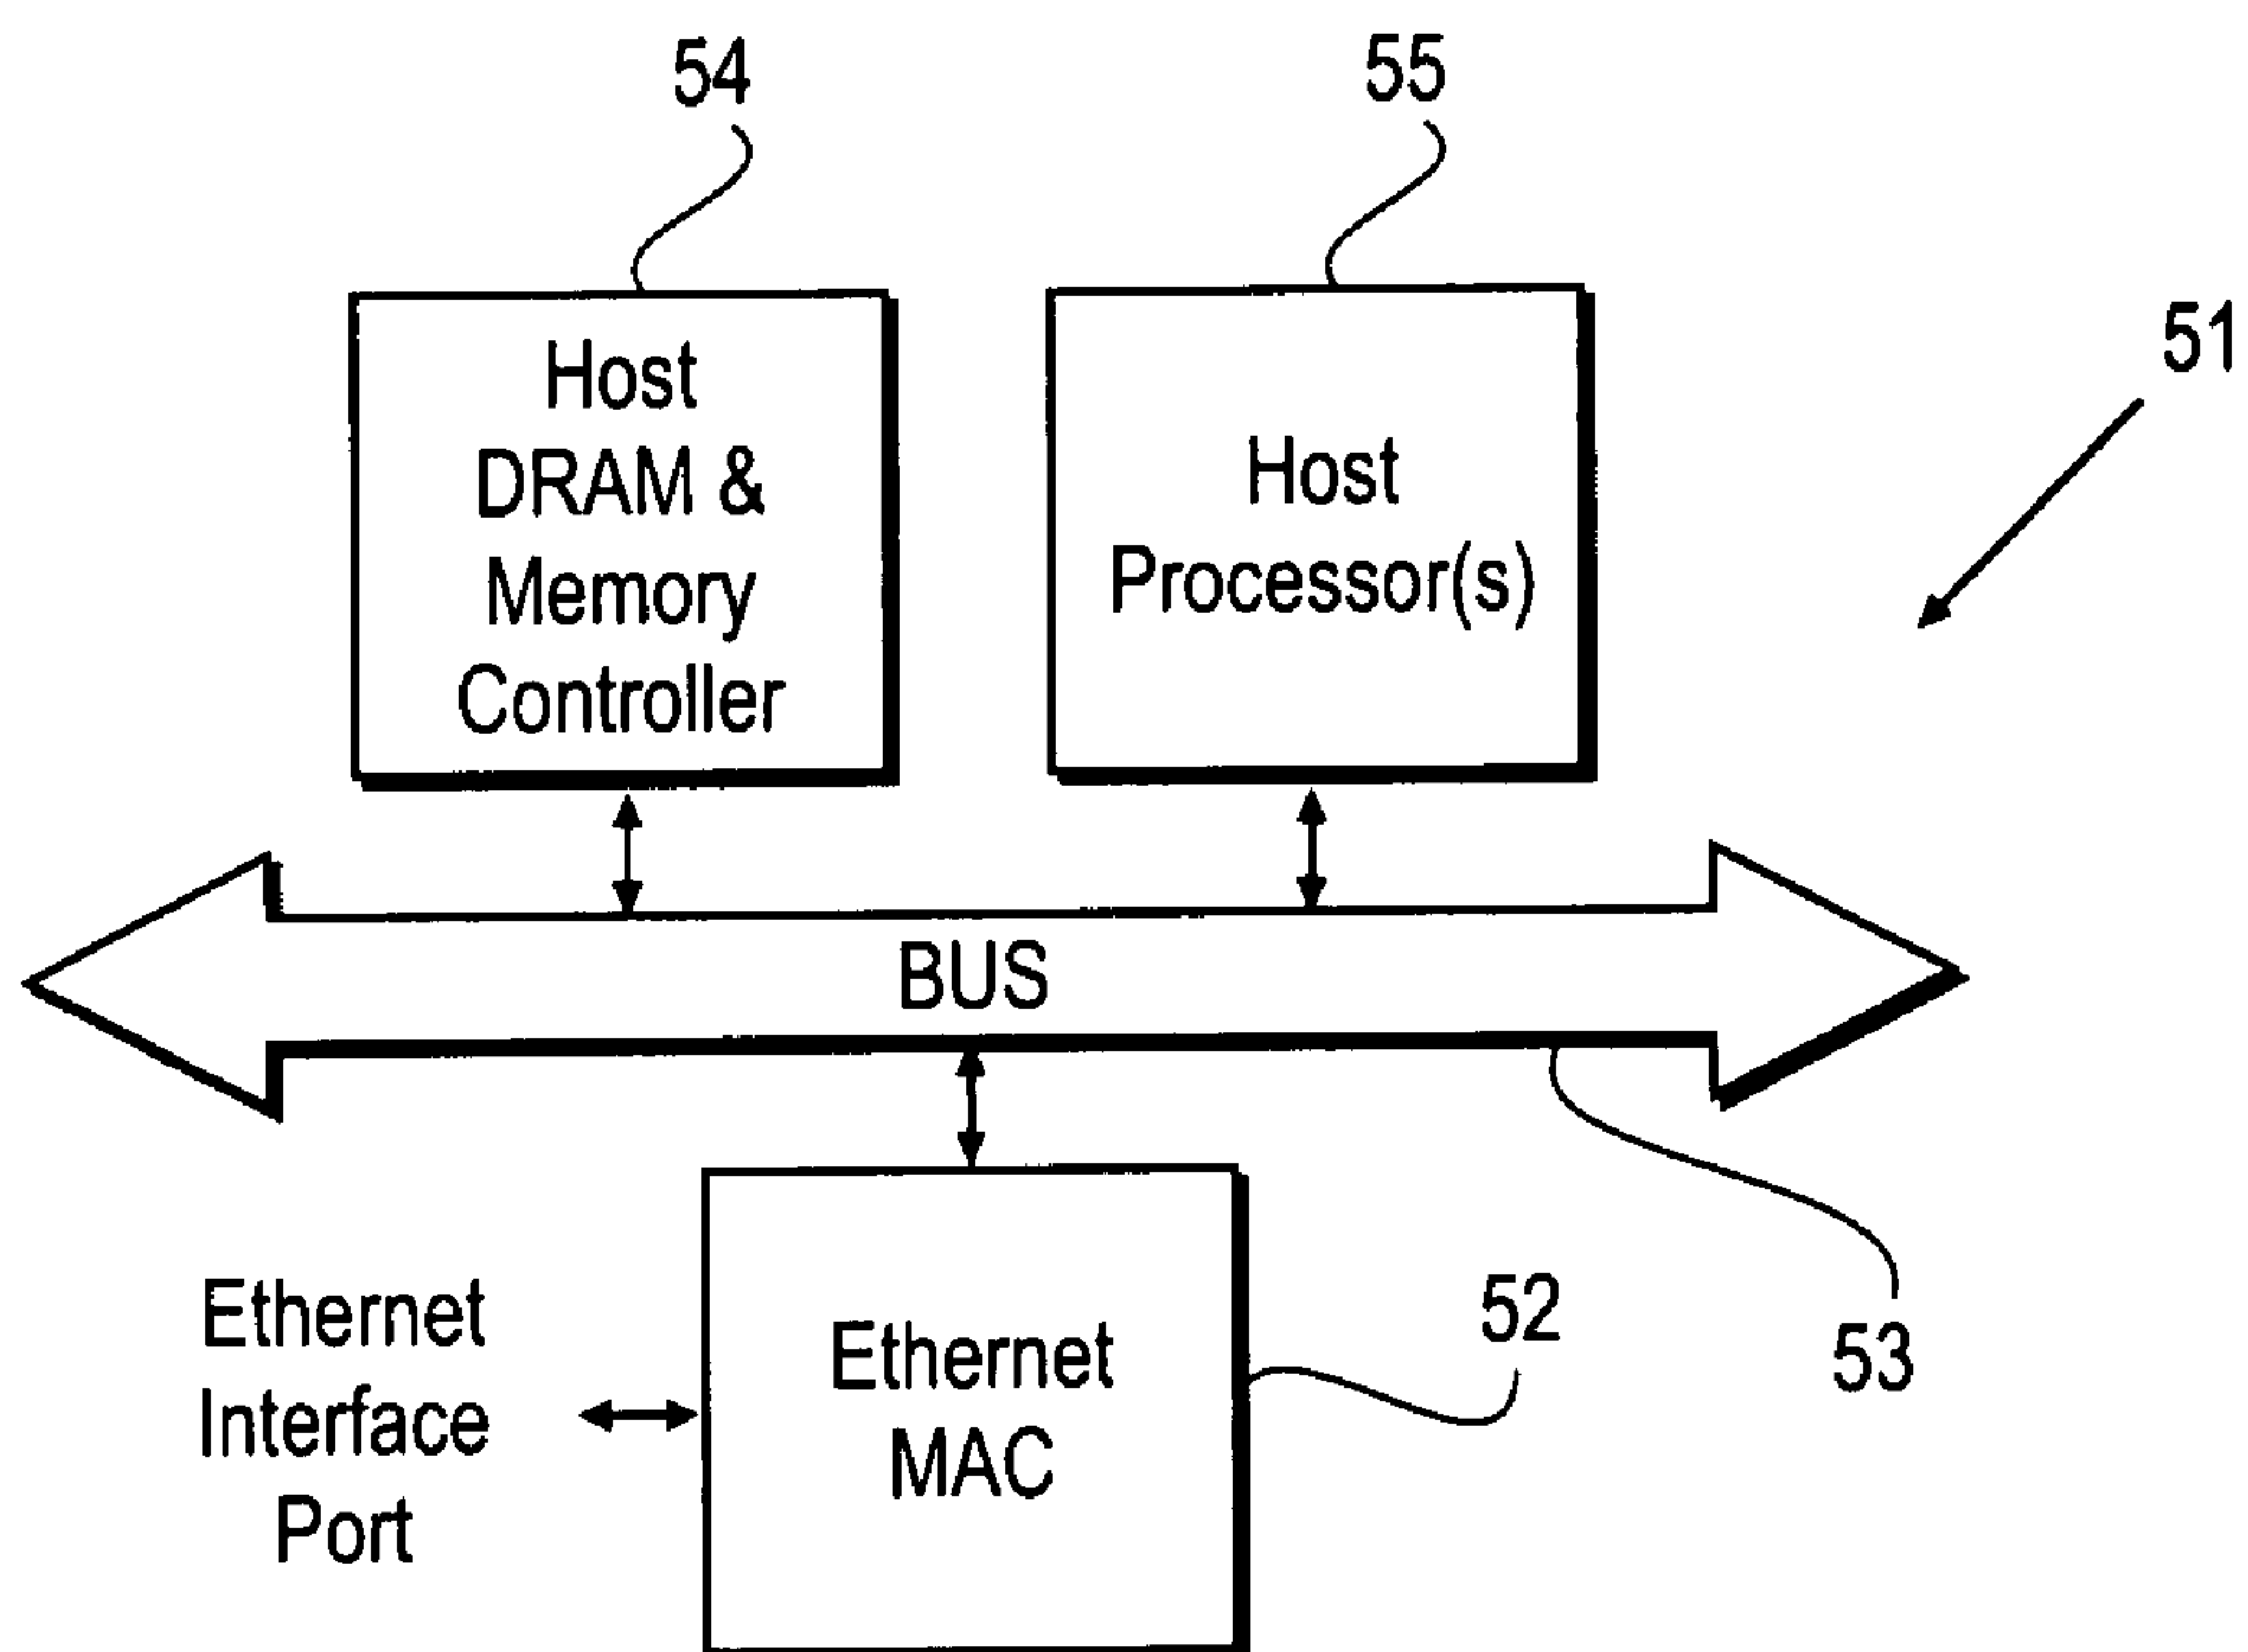 54
55
51
Host
DRAM &
Memory
Controller
Host
Processor(s)
BUS
Ethernet
Interface
Port
Ethernet
MAC
52
53